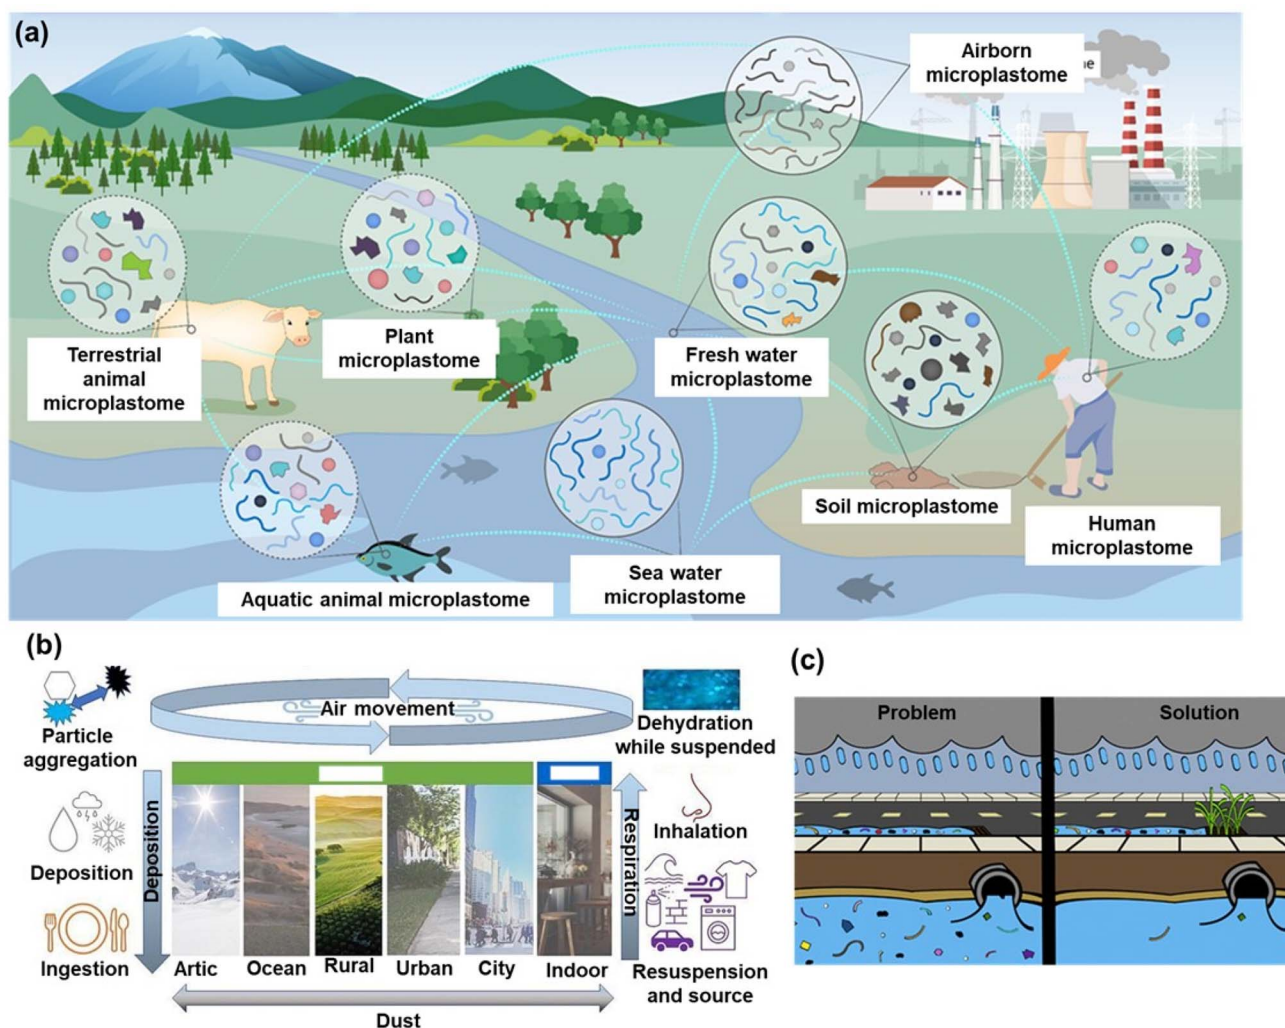 (a)
Airborn
microplastome
ne
Terrestrial
animal
microplastome
Plant
microplastome
Fresh water
microplastome
Soil microplastome
Human
microplastome
Aquatic animal microplastome
Sea water
microplastome
(b)
Particle
aggregation
Air movement
Dehydration
while suspended
Deposition
Deposition
Ingestion
Respiration
Inhalation
Resuspension
and source
Artic
Ocean
Rural
Urban
City
Indoor
Dust
(c)
Problem
Solution